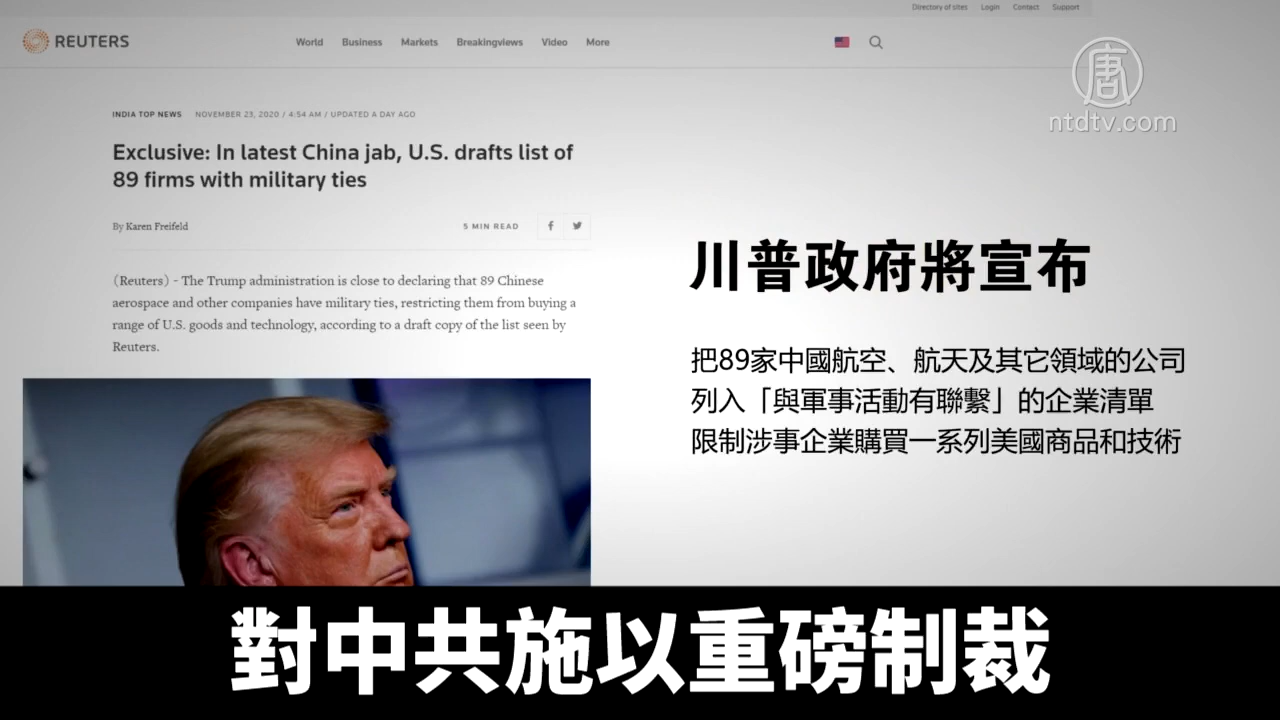 Directory of sites Login Contact Support
REUTERS World Business Markets Breakingviews Video More
唐
ntdtv.com
INDIA TOP NEWS NOVEMBER 23, 2020 / 4:54 AM / UPDATED A DAY AGO
Exclusive: In latest China jab, U.S. drafts list of
89 firms with military ties
By Karen Freifeld 5 MIN READ
(Reuters) - The Trump administration is close to declaring that 89 Chinese
aerospace and other companies have military ties, restricting them from buying a
range of U.S. goods and technology, according to a draft copy of the list seen by
Reuters.
川普政府將宣布
把89家中國航空、航天及其它領域的公司
列入「與軍事活動有聯繫」的企業清單
限制涉事企業購買一系列美國商品和技術
對中共施以重磅制裁